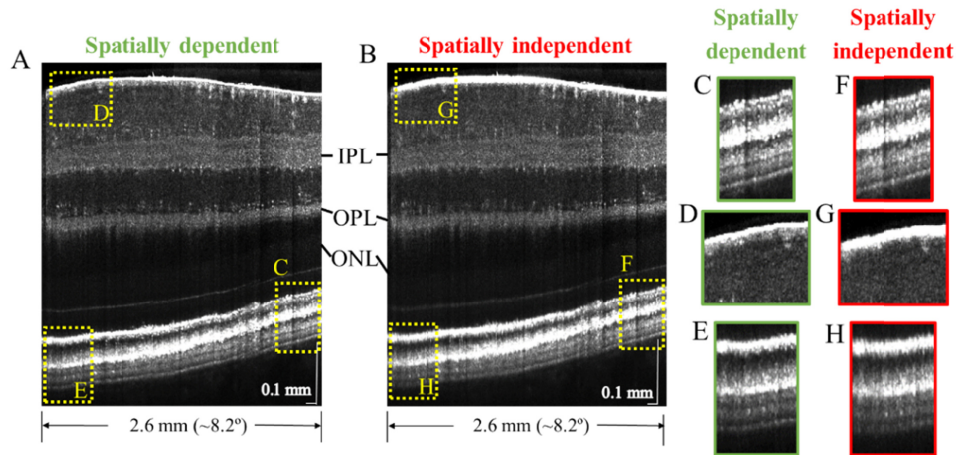 A
Spatially dependent
B
Spatially independent
D
G
IPL
OPL
ONL
C
F
E
H
0.1 mm
0.1 mm
2.6 mm (~8.2º)
2.6 mm (~8.2º)
Spatially
dependent
Spatially
independent
C
F
D
G
E
H